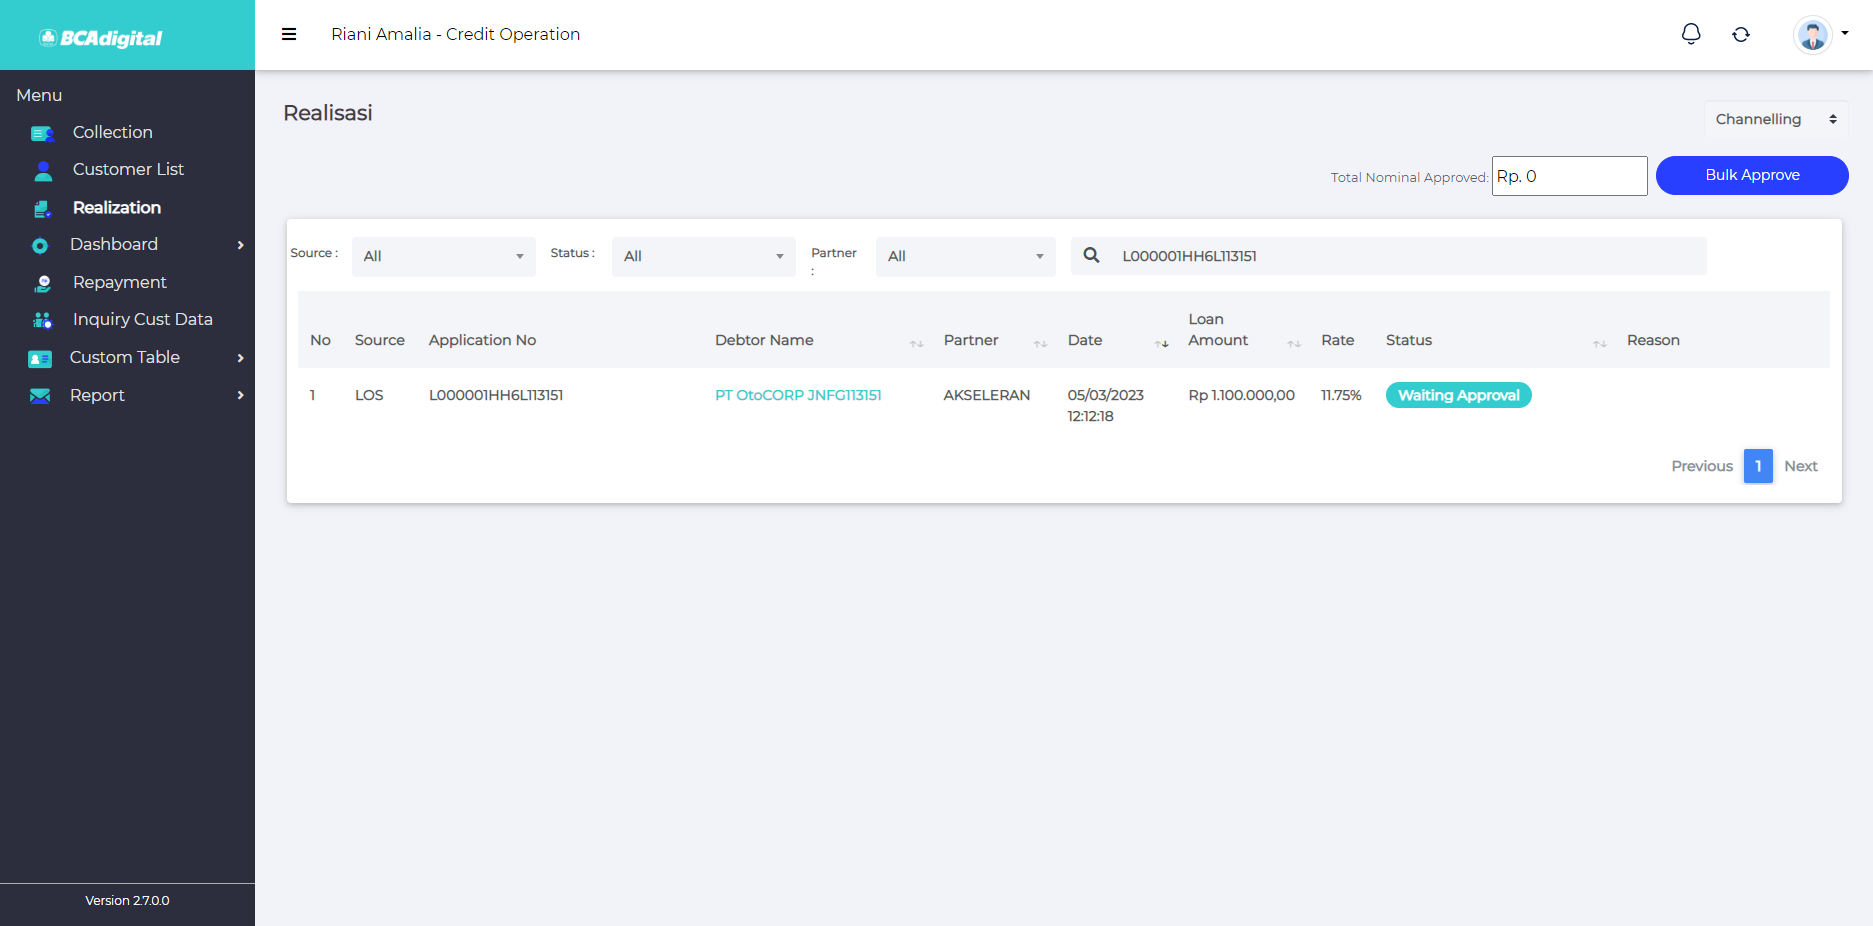 BCAdigital
Riani Amalia - Credit Operation
Menu
Collection
Customer List
Realization
Dashboard
Repayment
Inquiry Cust Data
Custom Table
Report
Version 2.7.0.0
Realisasi
Channelling
Total Nominal Approved: Rp. 0
Bulk Approve
Source : All
Status : All
Partner : All
L000001HH6L113151
No Source Application No Debtor Name Partner Date Loan Amount Rate Status Reason
1 LOS L000001HH6L113151 PT OtoCORP JNFG113151 AKSELERAN 05/03/2023 12:12:18 Rp 1.100.000,00 11.75% Waiting Approval
Previous 1 Next